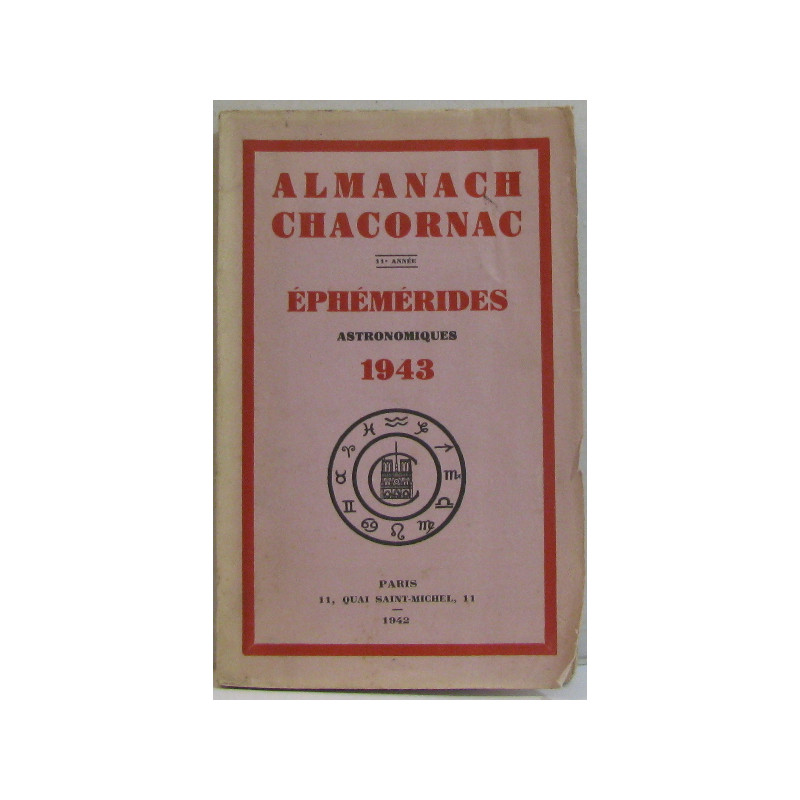 ALMANACH
CHACORNAC
11e ANNÉE
ÉPHÉMÉRIDES
ASTRONOMIQUES
1943
PARIS
11, QUAI SAINT-MICHEL, 11
1942